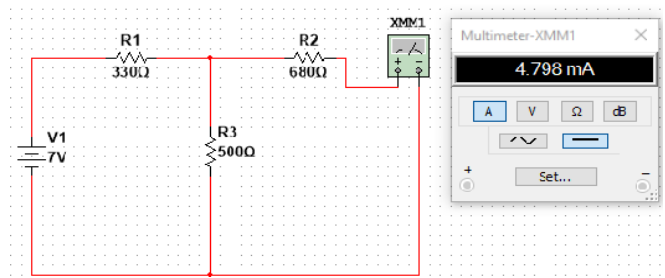 XMM1
R1
330Ω
R2
680Ω
+ −
V1
7V
R3
500Ω
Multimeter-XMM1
4.798 mA
A V Ω dB
Set...
+ −